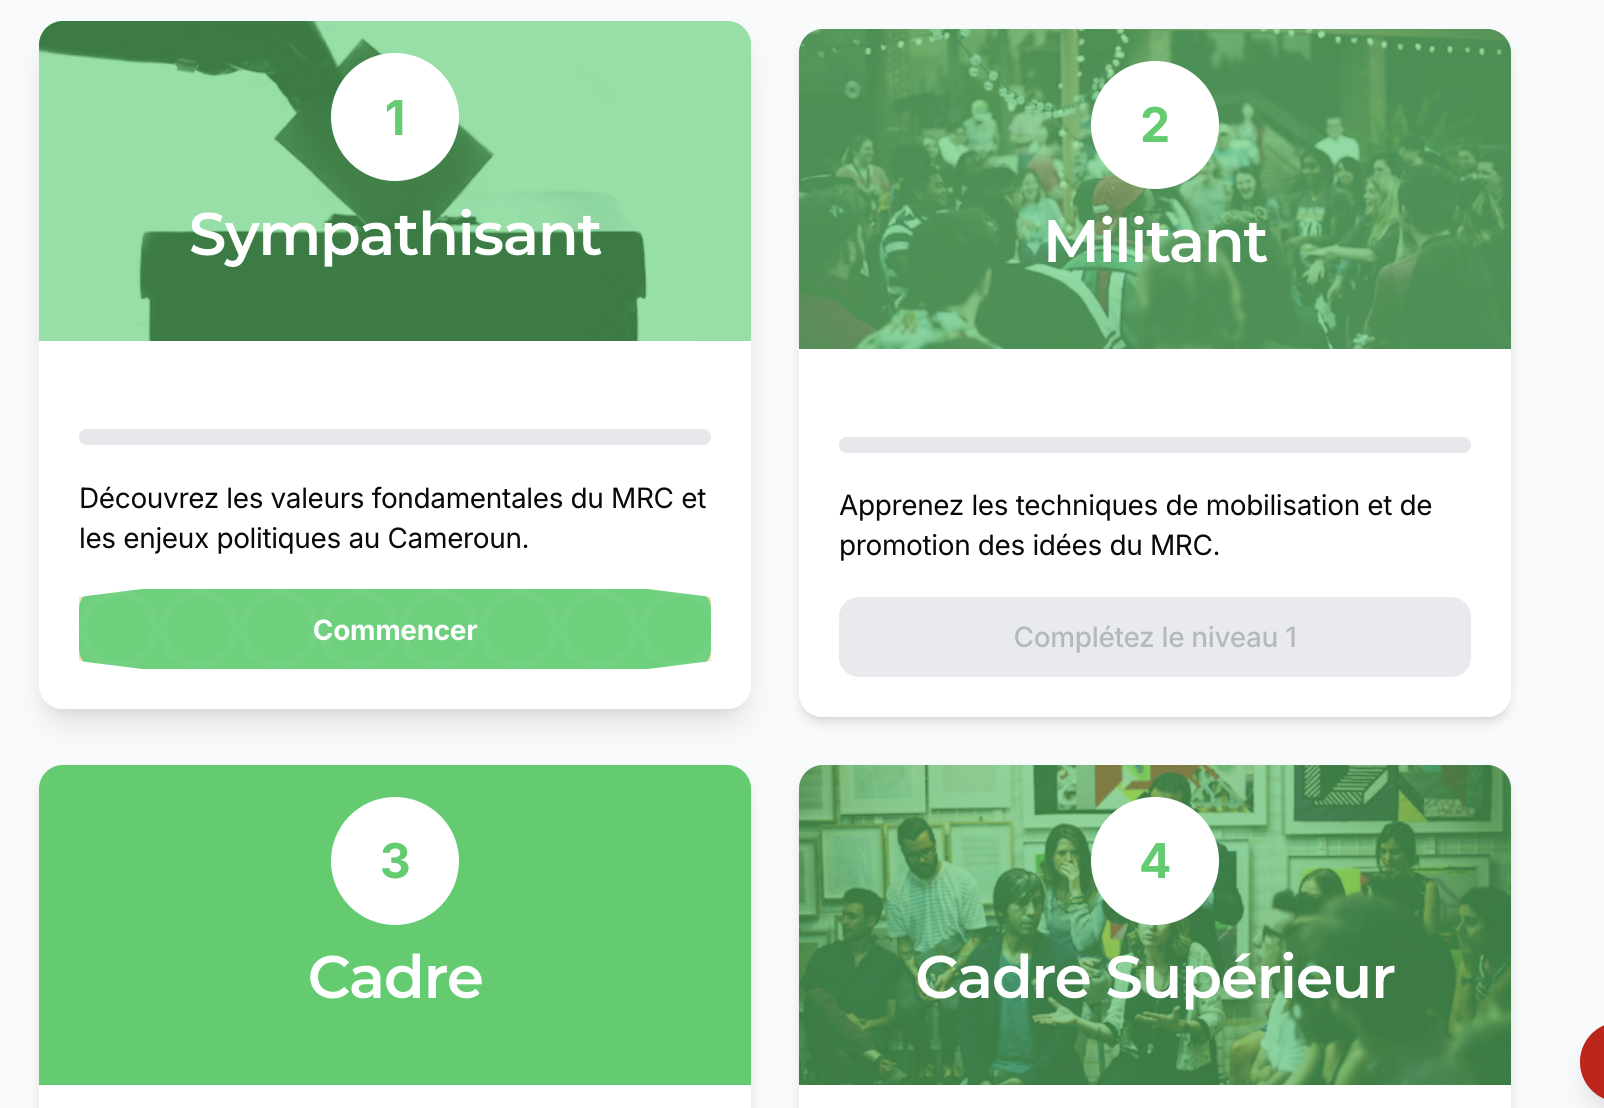 1
Sympathisant
Découvrez les valeurs fondamentales du MRC et
les enjeux politiques au Cameroun.
Commencer
2
Militant
Apprenez les techniques de mobilisation et de
promotion des idées du MRC.
Complétez le niveau 1
3
Cadre
4
Cadre Supérieur